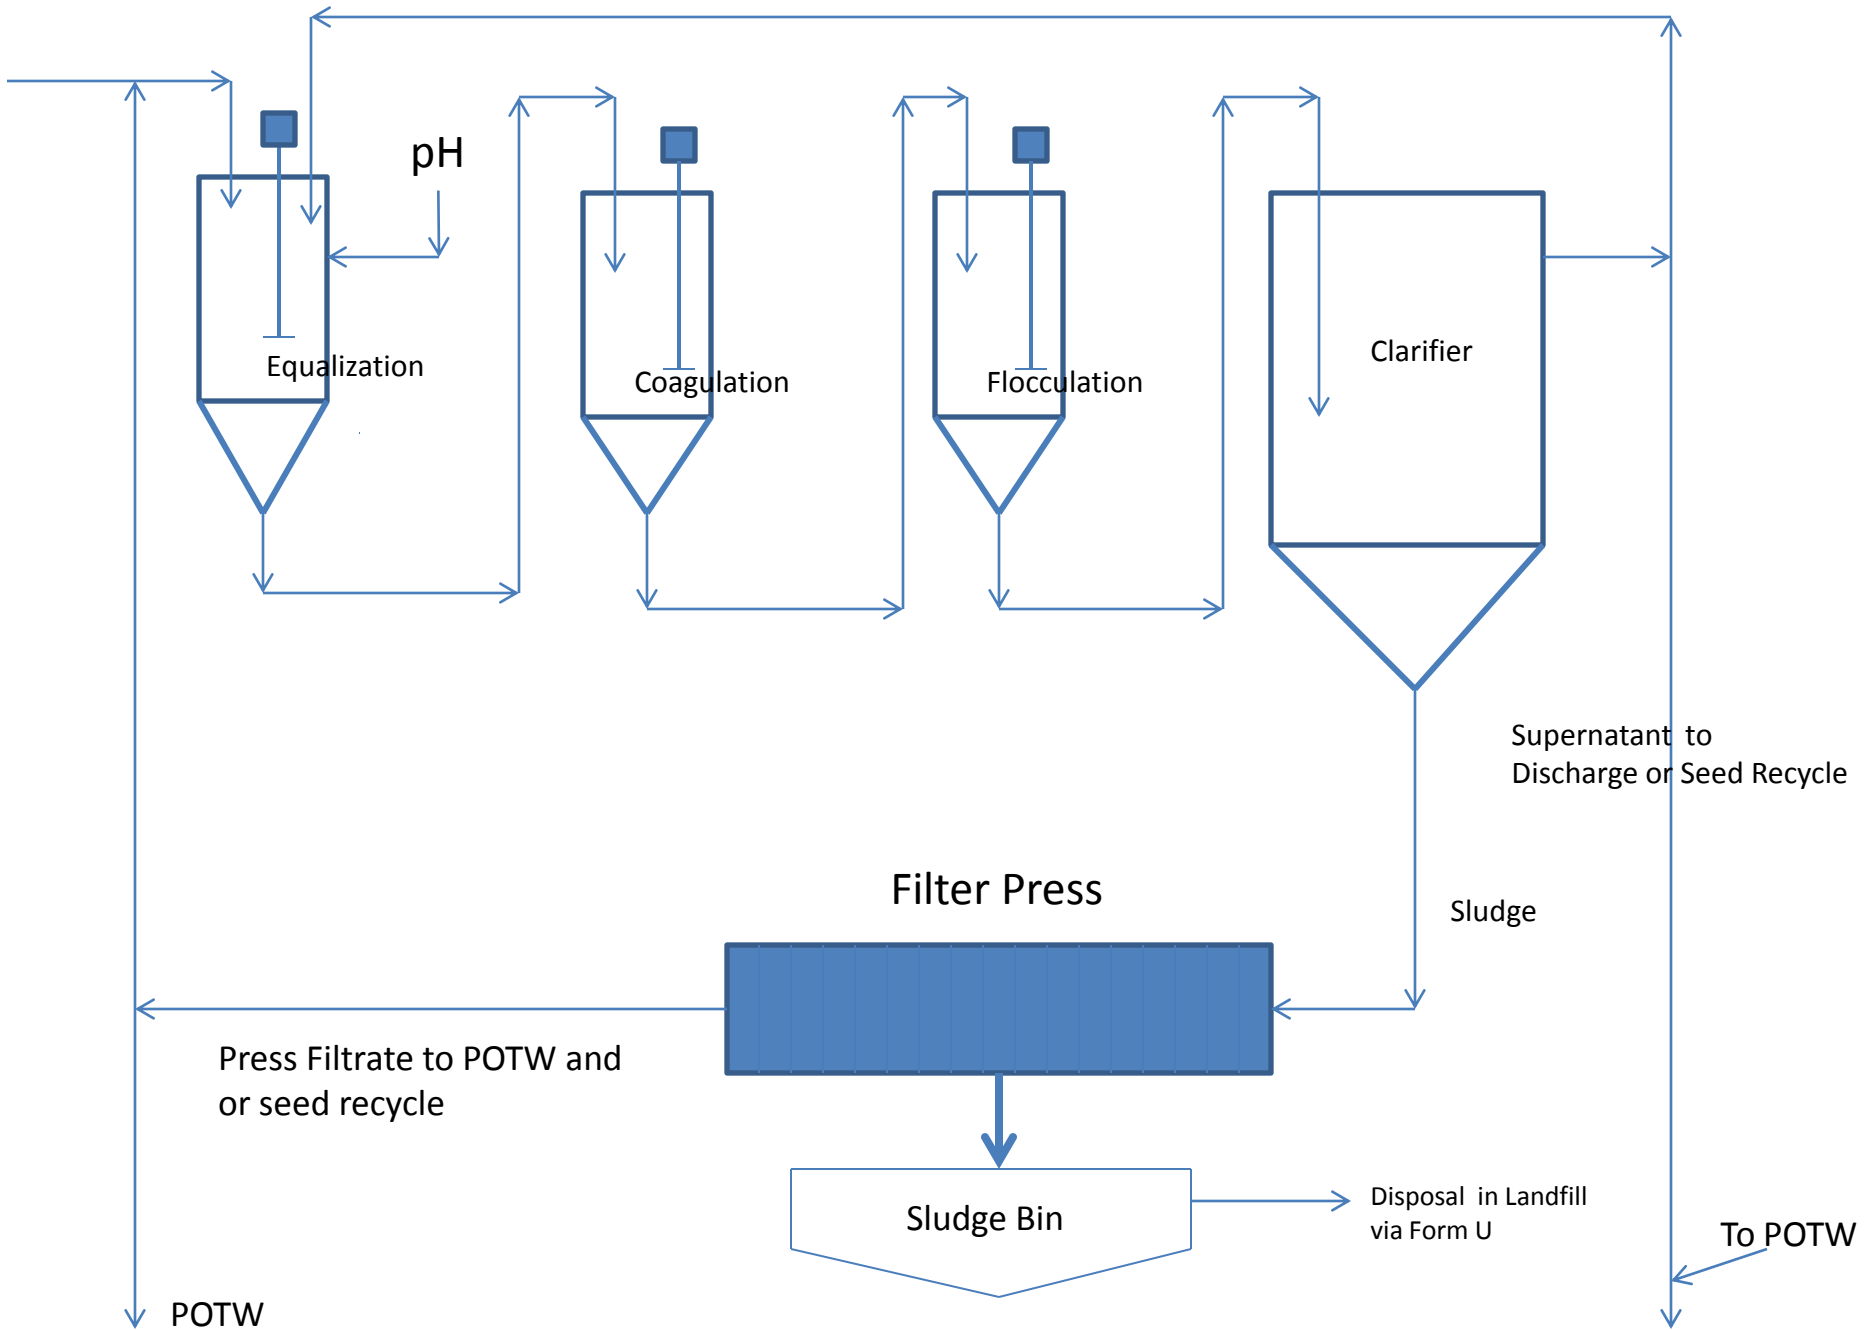 pH
Equalization
Coagulation
Flocculation
Clarifier
Supernatant to
Discharge or Seed Recycle
Filter Press
Sludge
Press Filtrate to POTW and
or seed recycle
Sludge Bin
Disposal in Landfill
via Form U
To POTW
POTW